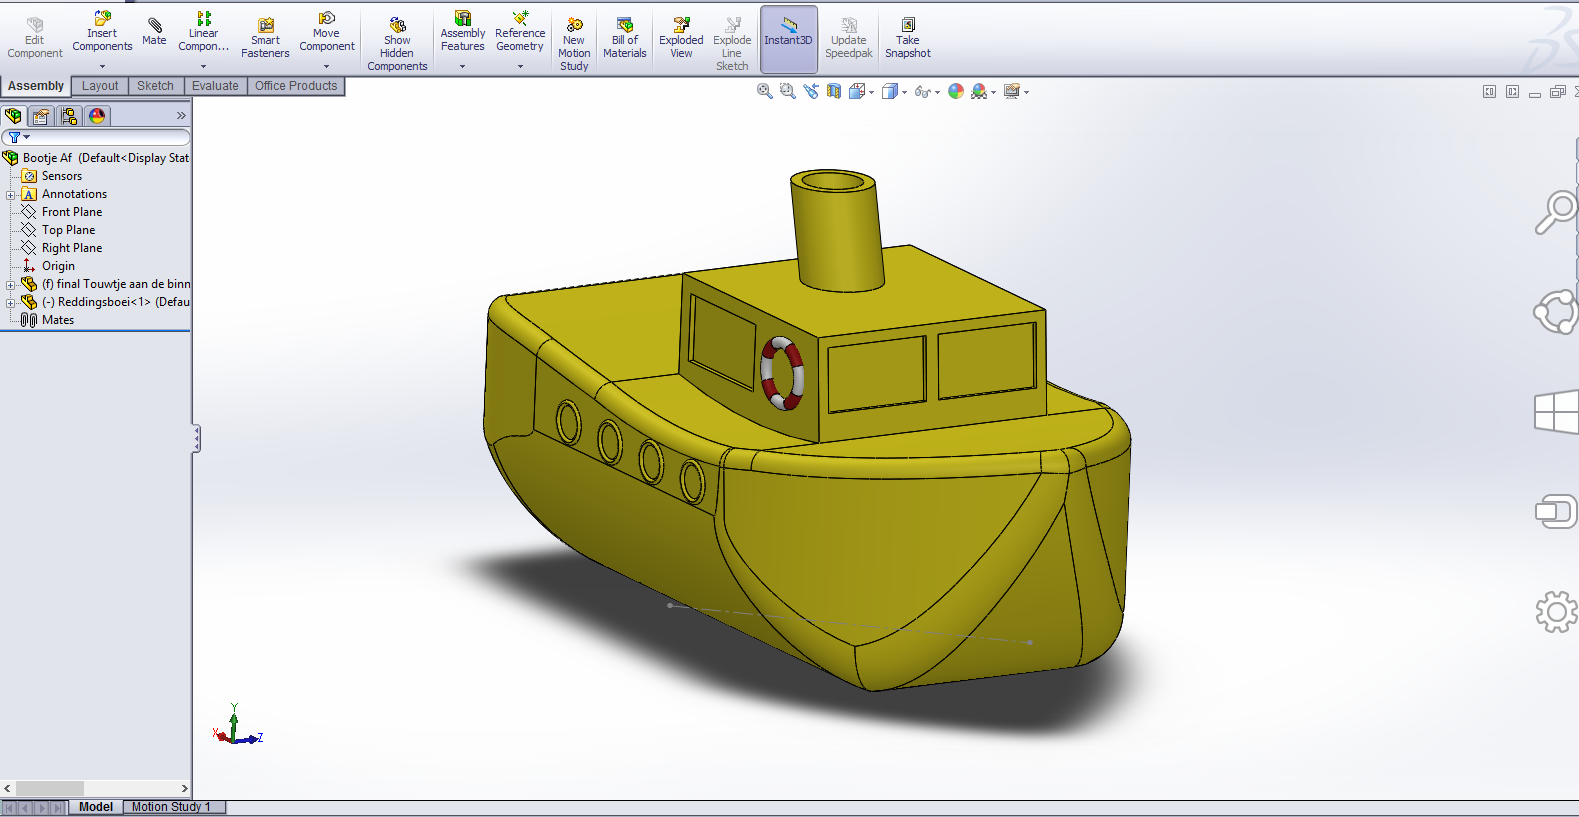 Edit Component
Insert Components
Mate
Linear Compon...
Smart Fasteners
Move Component
Show Hidden Components
Assembly Features
Reference Geometry
New Motion Study
Bill of Materials
Exploded View
Explode Line Sketch
Instant3D
Update Speedpak
Take Snapshot
Assembly
Layout
Sketch
Evaluate
Office Products
Bootje Af (Default<Display Stat
Sensors
A Annotations
Front Plane
Top Plane
Right Plane
Origin
(f) final Touwtje aan de binn
(-) Reddingsboei<1> (Defau
Mates
Y
X
Z
Model
Motion Study 1